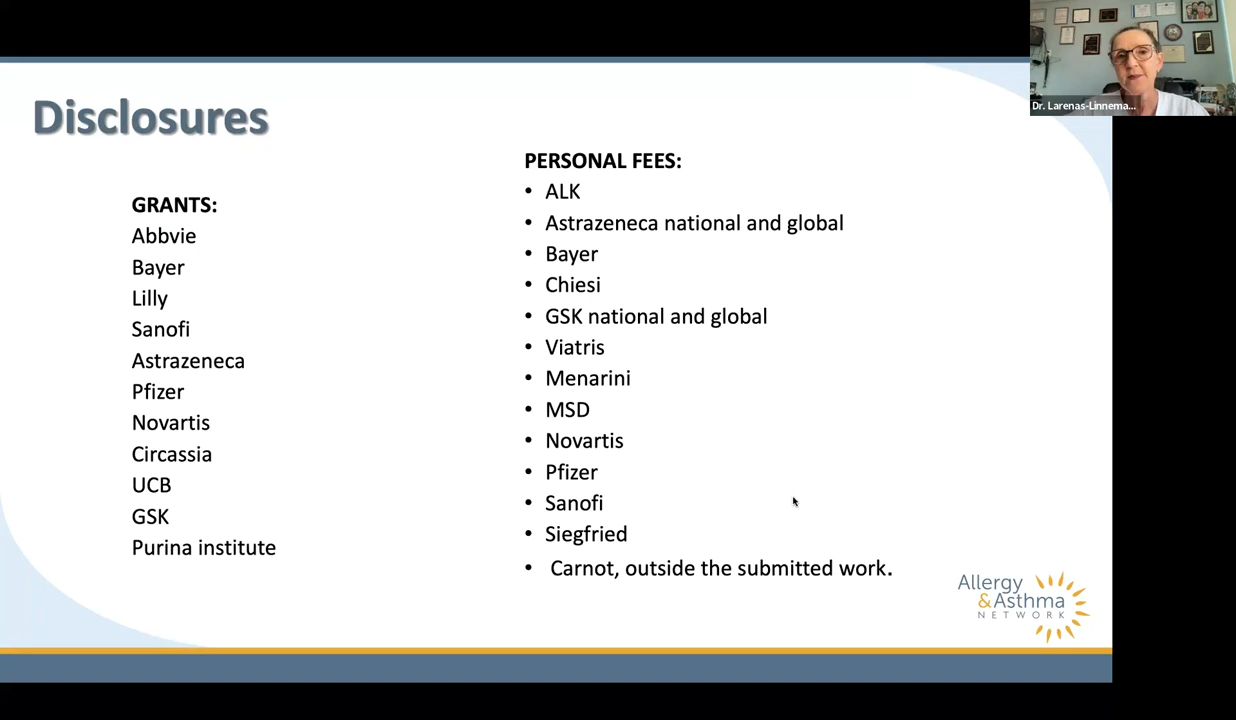 Disclosures
GRANTS:
Abbvie
Bayer
Lilly
Sanofi
Astrazeneca
Pfizer
Novartis
Circassia
UCB
GSK
Purina institute
PERSONAL FEES:
• ALK
• Astrazeneca national and global
• Bayer
• Chiesi
• GSK national and global
• Viatris
• Menarini
• MSD
• Novartis
• Pfizer
• Sanofi
• Siegfried
• Carnot, outside the submitted work.
Allergy
&Asthma
NETWORK
Dr. Larenas-Linnema...